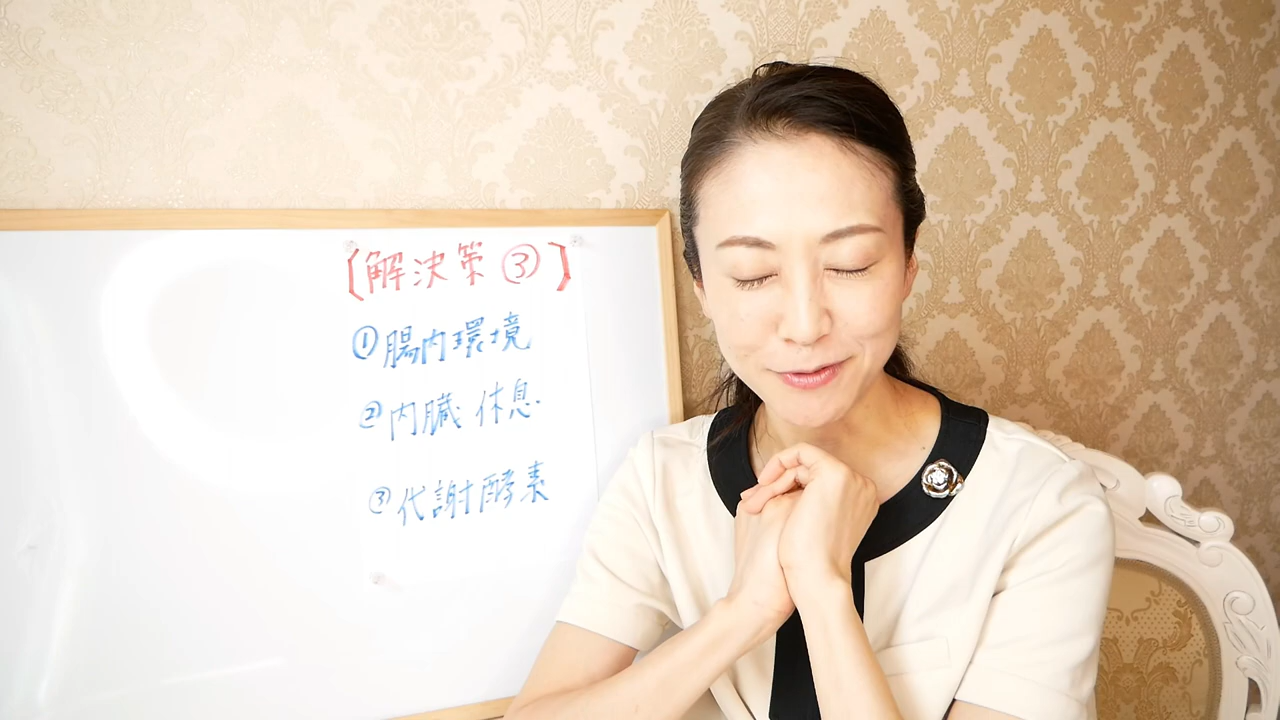 【解決策③】
①腸内環境
②内臓休息
③代謝酵素